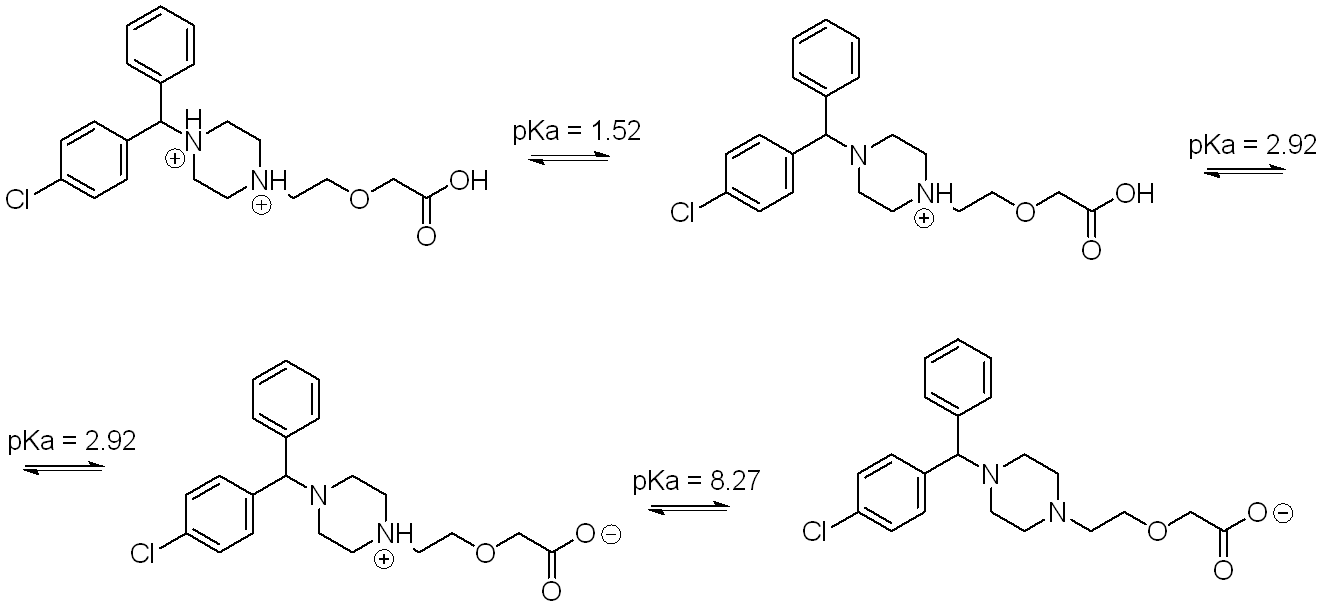 H
N
⊕
NH
⊕
Cl
O
O
OH
pKa = 1.52
N
NH
⊕
Cl
O
O
OH
pKa = 2.92
pKa = 2.92
N
NH
⊕
Cl
O
O
O ⊖
pKa = 8.27
N
N
Cl
O
O
O ⊖